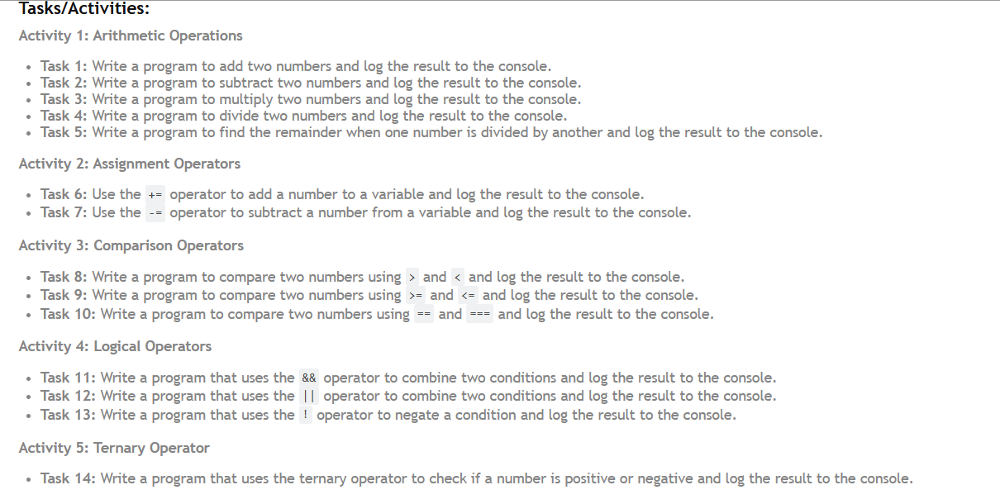 Tasks/Activities:
Activity 1: Arithmetic Operations
• Task 1: Write a program to add two numbers and log the result to the console.
• Task 2: Write a program to subtract two numbers and log the result to the console.
• Task 3: Write a program to multiply two numbers and log the result to the console.
• Task 4: Write a program to divide two numbers and log the result to the console.
• Task 5: Write a program to find the remainder when one number is divided by another and log the result to the console.
Activity 2: Assignment Operators
• Task 6: Use the += operator to add a number to a variable and log the result to the console.
• Task 7: Use the -= operator to subtract a number from a variable and log the result to the console.
Activity 3: Comparison Operators
• Task 8: Write a program to compare two numbers using > and < and log the result to the console.
• Task 9: Write a program to compare two numbers using >= and <= and log the result to the console.
• Task 10: Write a program to compare two numbers using == and === and log the result to the console.
Activity 4: Logical Operators
• Task 11: Write a program that uses the && operator to combine two conditions and log the result to the console.
• Task 12: Write a program that uses the || operator to combine two conditions and log the result to the console.
• Task 13: Write a program that uses the ! operator to negate a condition and log the result to the console.
Activity 5: Ternary Operator
• Task 14: Write a program that uses the ternary operator to check if a number is positive or negative and log the result to the console.